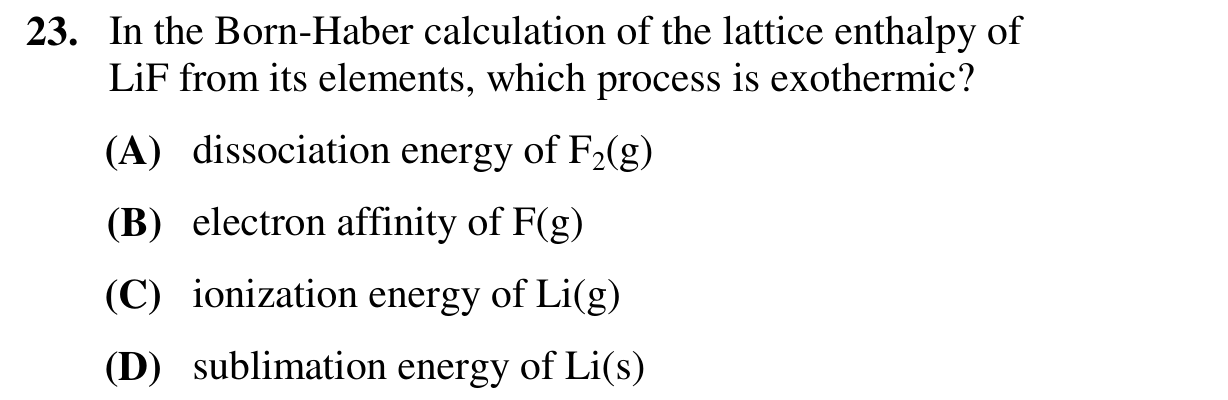 23. In the Born-Haber calculation of the lattice enthalpy of
LiF from its elements, which process is exothermic?
(A) dissociation energy of F₂(g)
(B) electron affinity of F(g)
(C) ionization energy of Li(g)
(D) sublimation energy of Li(s)